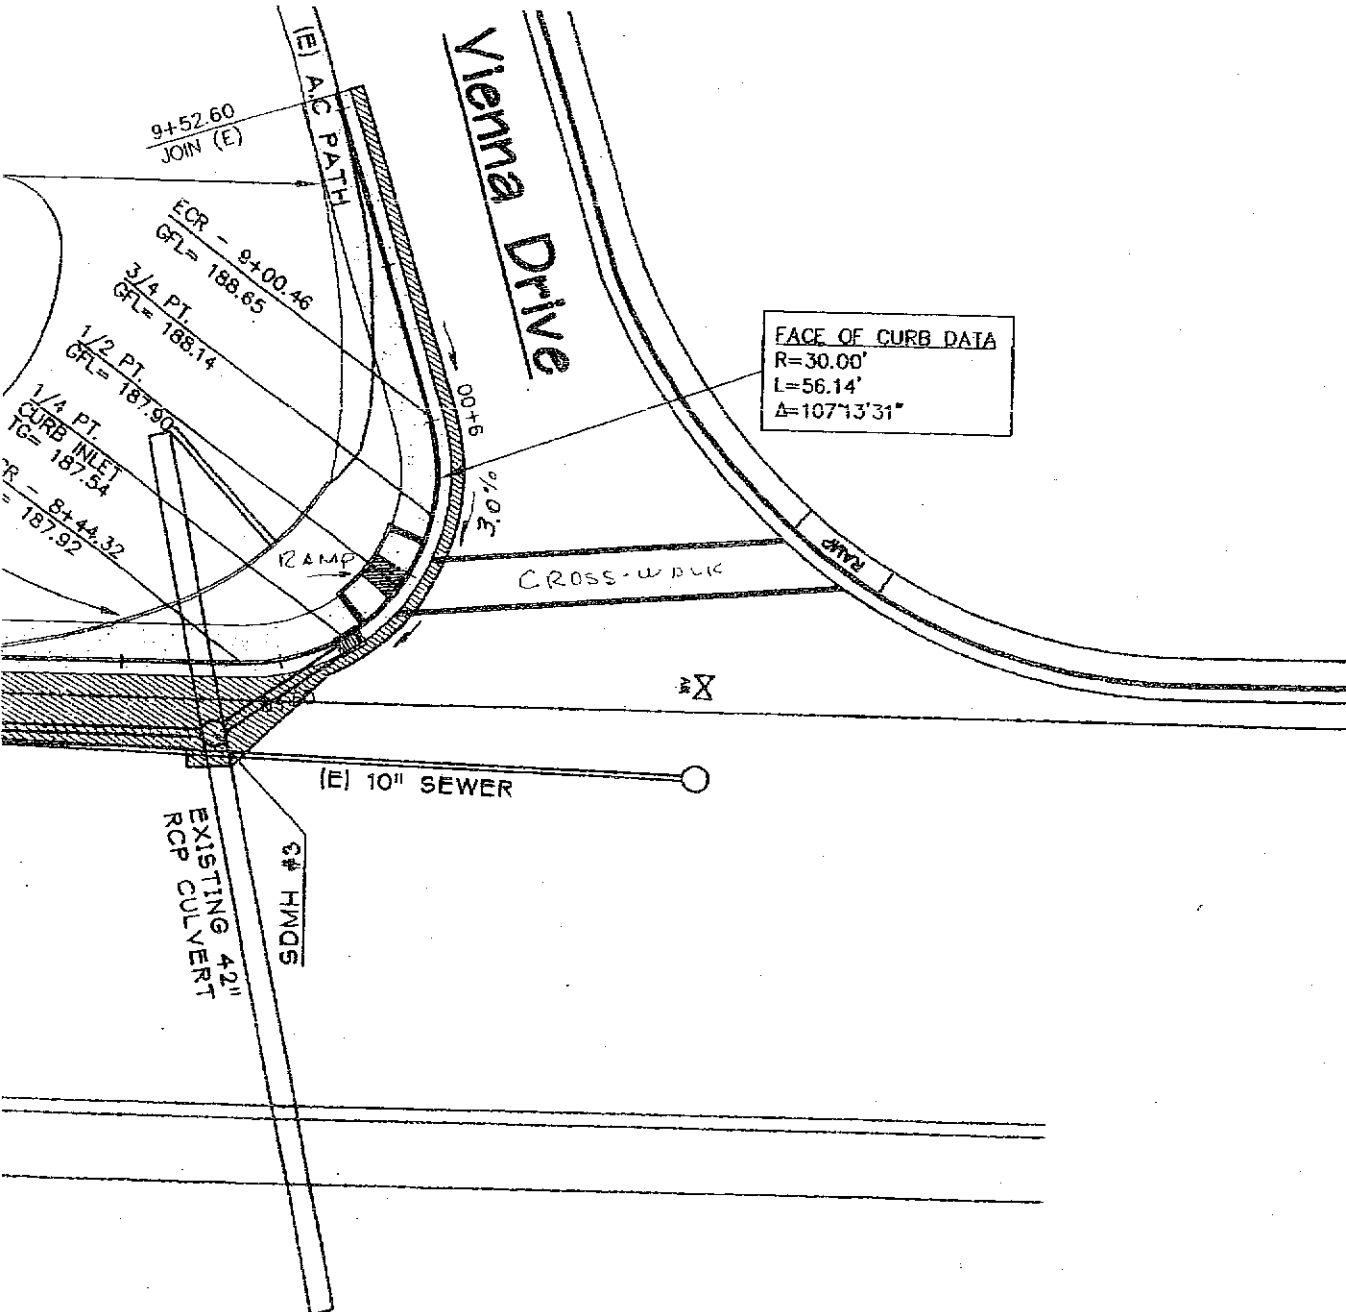 (E) A.C PATH
Vienna Drive
9+52.60
JOIN (E)
ECR - 9+00.46
GFL= 188.65
3/4 PT.
GFL= 188.14
1/2 PT.
GFL= 187.90
1/4 PT.
CURB INLET
TG= 187.54
CR - 8+44.32
= 187.92
9+00
3.0%
FACE OF CURB DATA
R=30.00'
L=56.14'
Δ=107°13'31"
RAMP
CROSS-WALK
RAMP
(E) 10" SEWER
SDMH #3
EXISTING 42"
RCP CULVERT